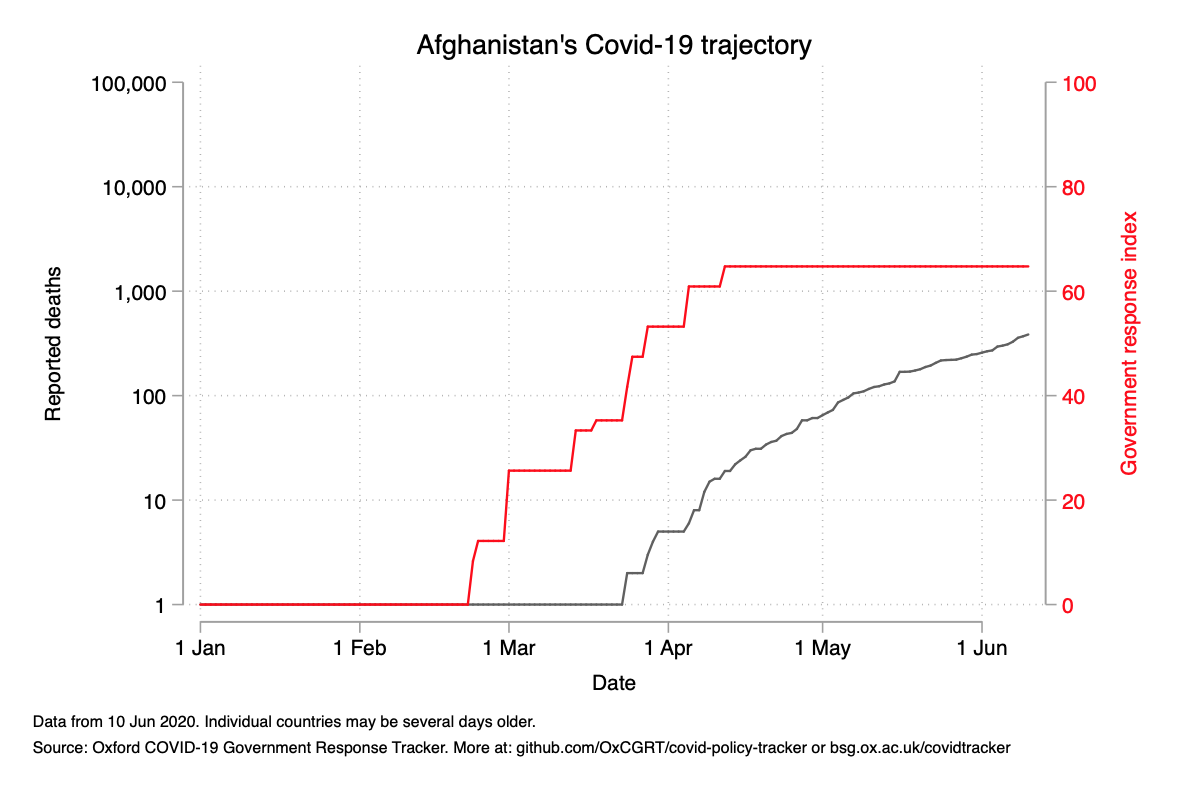 Afghanistan's Covid-19 trajectory
100,000
10,000
1,000
100
10
1
Reported deaths
100
80
60
40
20
0
Government response index
1 Jan 1 Feb 1 Mar 1 Apr 1 May 1 Jun
Date
Data from 10 Jun 2020. Individual countries may be several days older.
Source: Oxford COVID-19 Government Response Tracker. More at: github.com/OxCGRT/covid-policy-tracker or bsg.ox.ac.uk/covidtracker